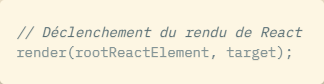 // Déclenchement du rendu de React
render(rootReactElement, target);